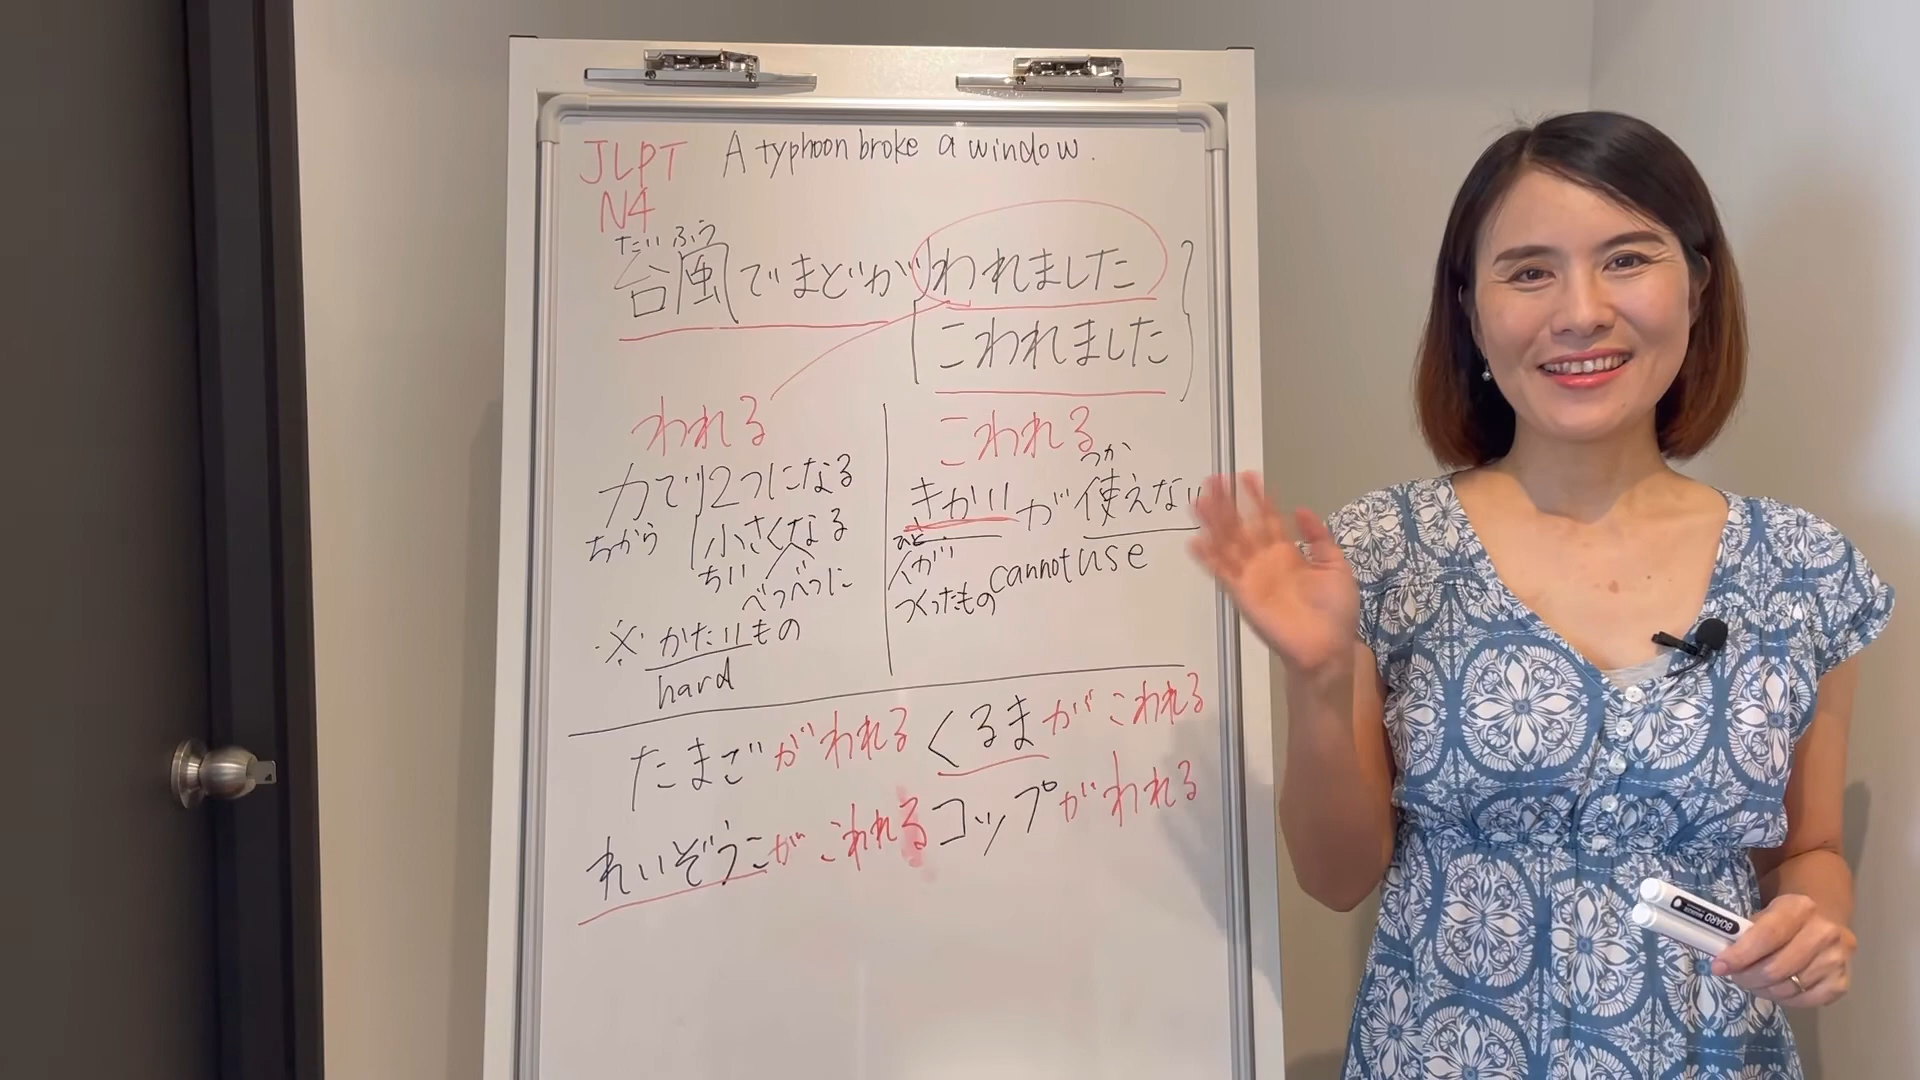 JLPT A typhoon broke a window.
N4
たいふう
台風でまどがわれました
こわれました
われる
力で2つになる
ちから
小さくなる
ちい
べつべつに
※かたいもの
hard
こわれる
つか
きかいが使えない
ひと
人が
つくったもの
cannot use
たまごがわれる くるまがこわれる
れいぞうこがこわれる コップがわれる
BOARD